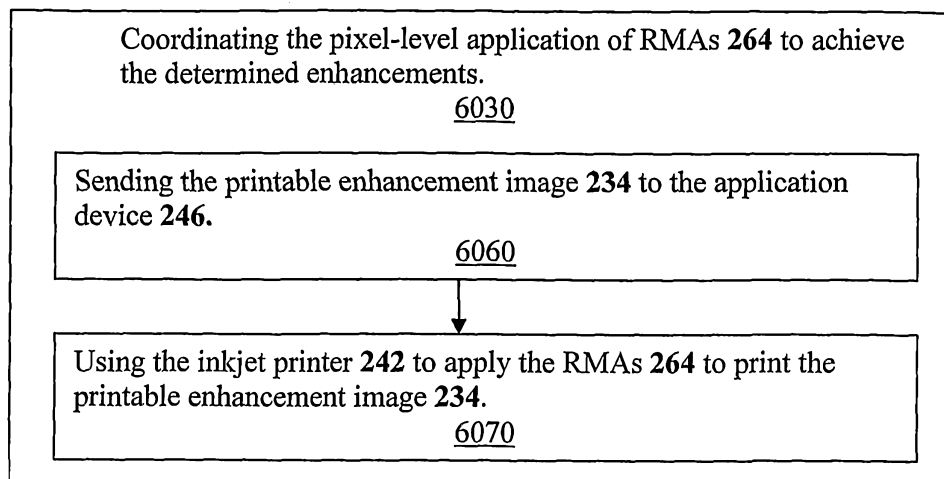 Coordinating the pixel-level application of RMAs 264 to achieve
the determined enhancements.
6030
Sending the printable enhancement image 234 to the application
device 246.
6060
Using the inkjet printer 242 to apply the RMAs 264 to print the
printable enhancement image 234.
6070